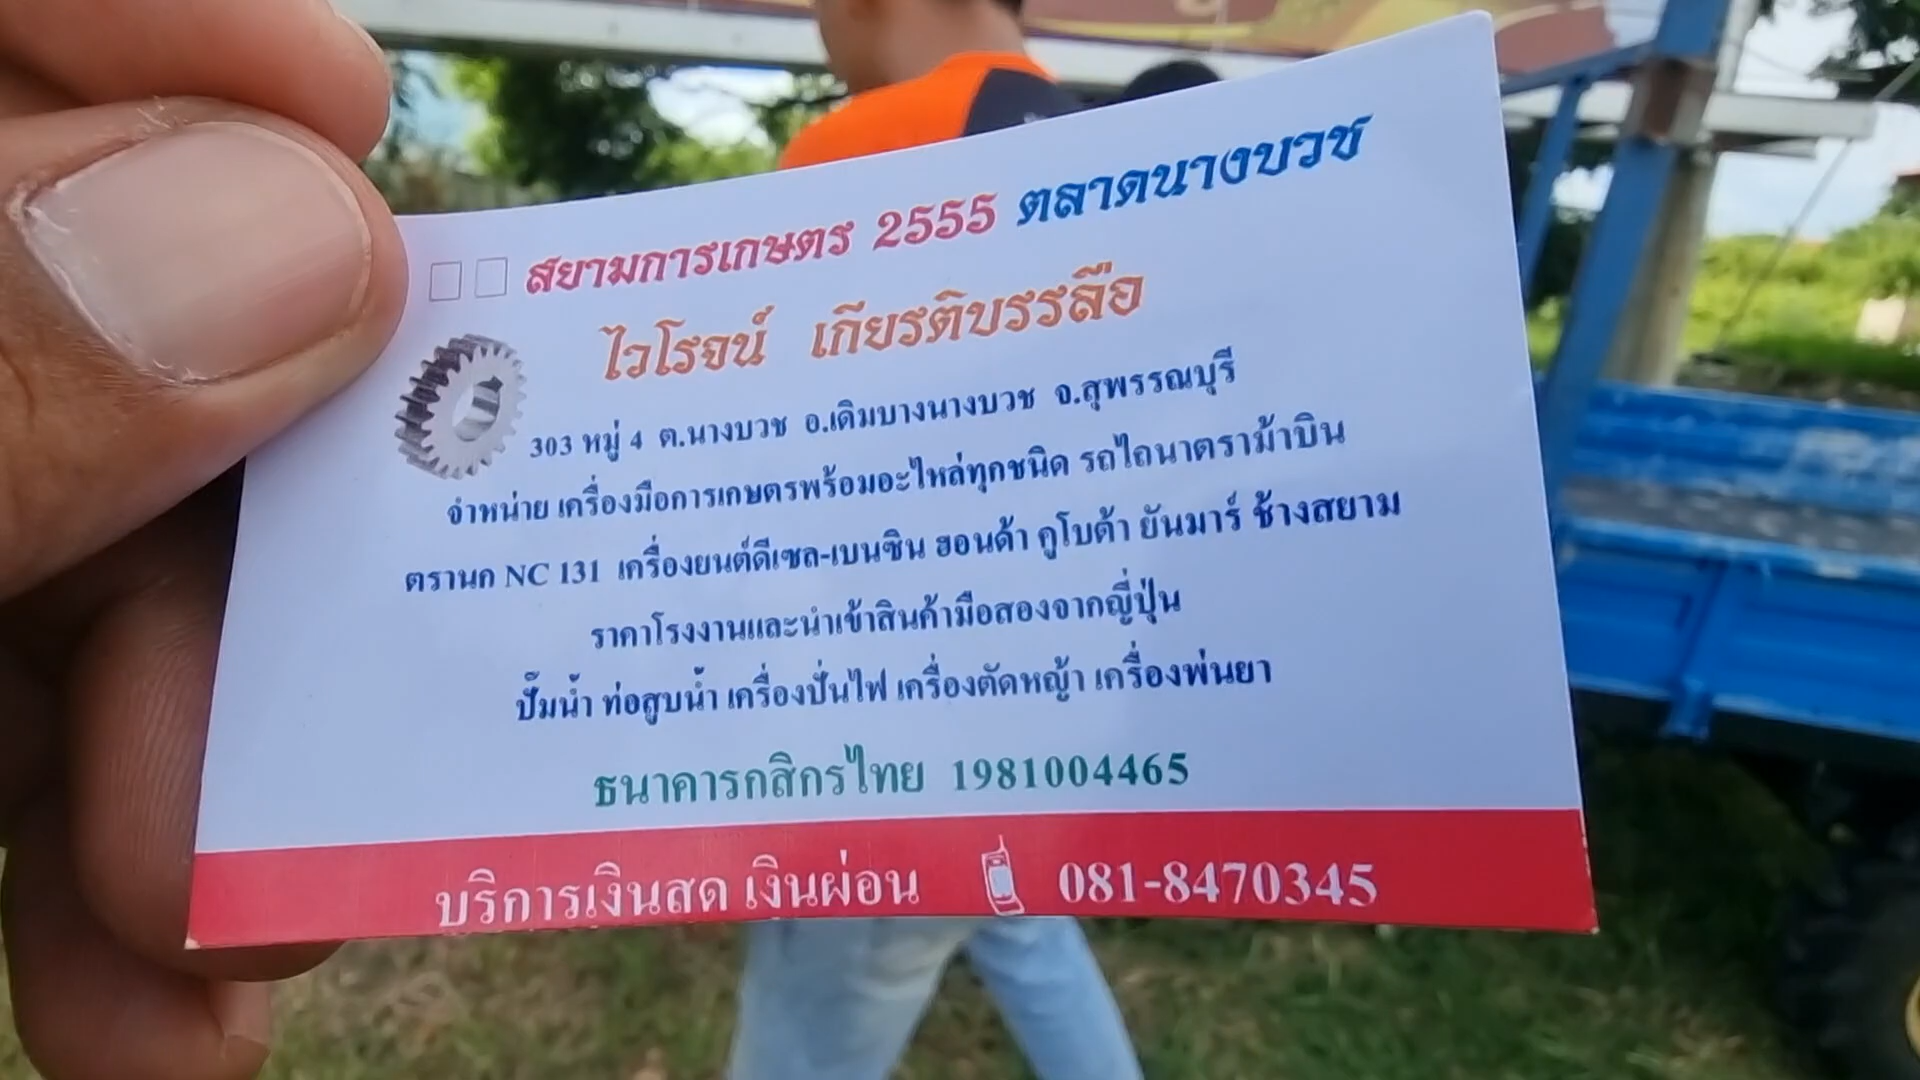 สยามการเกษตร 2555 ตลาดนางบวช
ไวโรจน์ เกียรติบรรลือ
303 หมู่ 4 ต.นางบวช อ.เดิมบางนางบวช จ.สุพรรณบุรี
จำหน่าย เครื่องมือการเกษตรพร้อมอะไหล่ทุกชนิด รถไถนาตราม้าบิน
ตรานก NC 131 เครื่องยนต์ดีเซล-เบนซิน ฮอนด้า คูโบต้า ยันมาร์ ช้างสยาม
ราคาโรงงานและนำเข้าสินค้ามือสองจากญี่ปุ่น
ปั๊มน้ำ ท่อสูบน้ำ เครื่องปั่นไฟ เครื่องตัดหญ้า เครื่องพ่นยา
ธนาคารกสิกรไทย 1981004465
บริการเงินสด เงินผ่อน 081-8470345